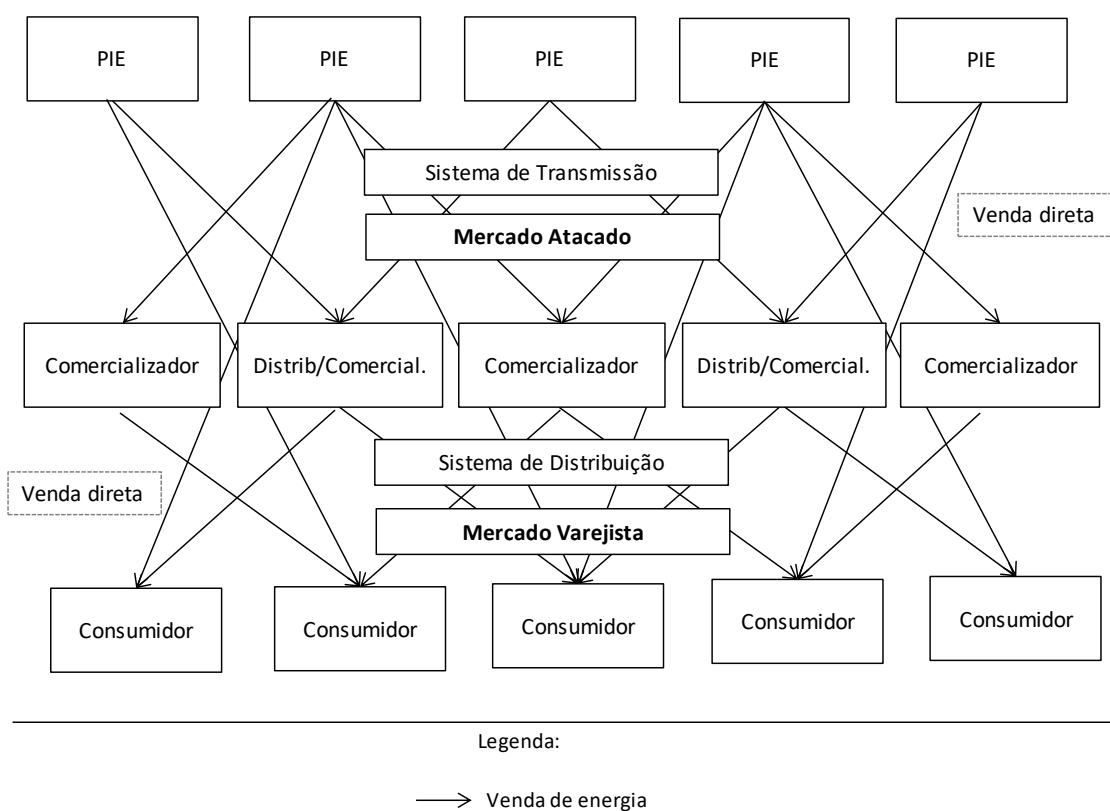 PIE
PIE
PIE
PIE
PIE
Sistema de Transmissão
Venda direta
Mercado Atacado
Comercializador
Distrib/Comercial.
Comercializador
Distrib/Comercial.
Comercializador
Sistema de Distribuição
Venda direta
Mercado Varejista
Consumidor
Consumidor
Consumidor
Consumidor
Consumidor
Legenda:
Venda de energia